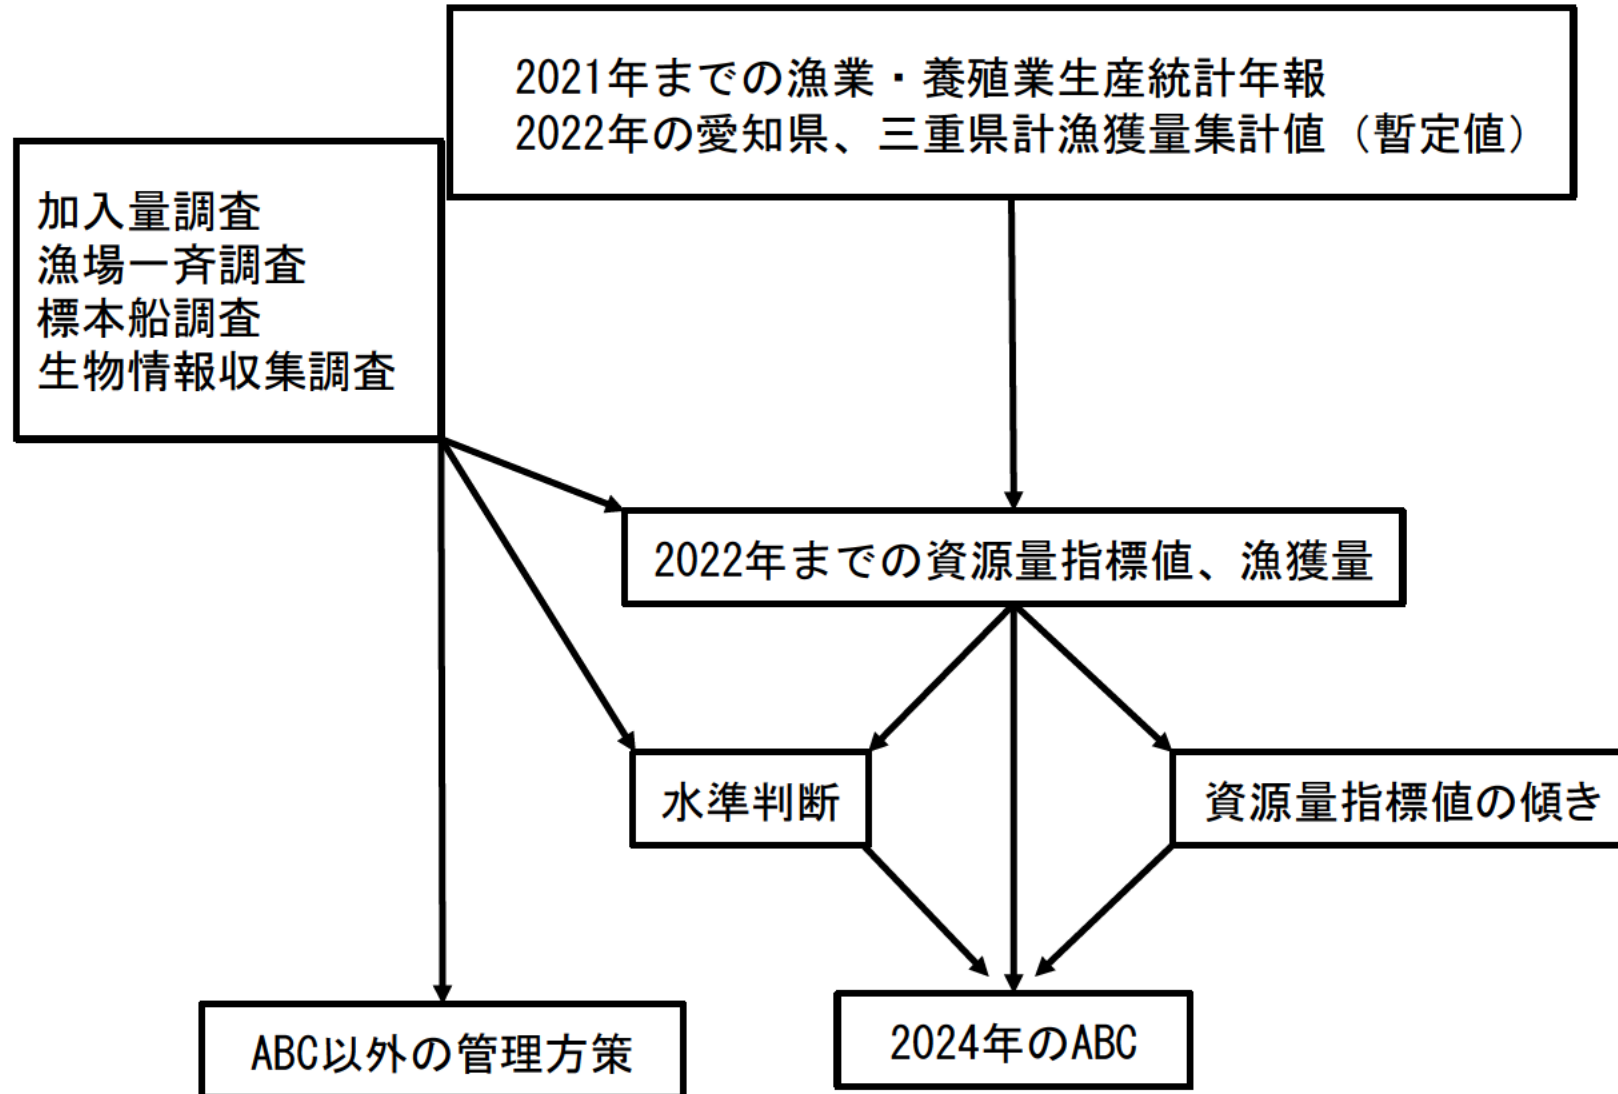 2021年までの漁業・養殖業生産統計年報
2022年の愛知県、三重県計漁獲量集計値（暫定値）
加入量調査
漁場一斉調査
標本船調査
生物情報収集調査
2022年までの資源量指標値、漁獲量
水準判断
資源量指標値の傾き
ABC以外の管理方策
2024年のABC